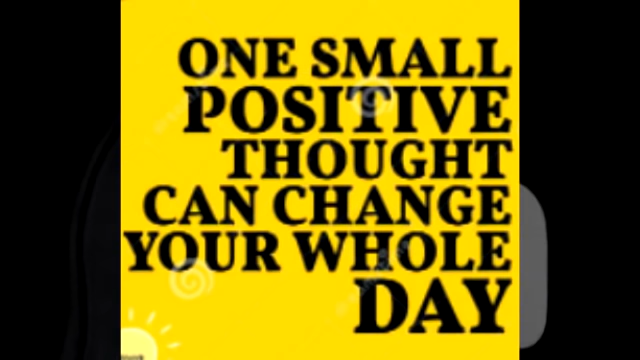 ONE SMALL
POSITIVE
THOUGHT
CAN CHANGE
YOUR WHOLE
DAY